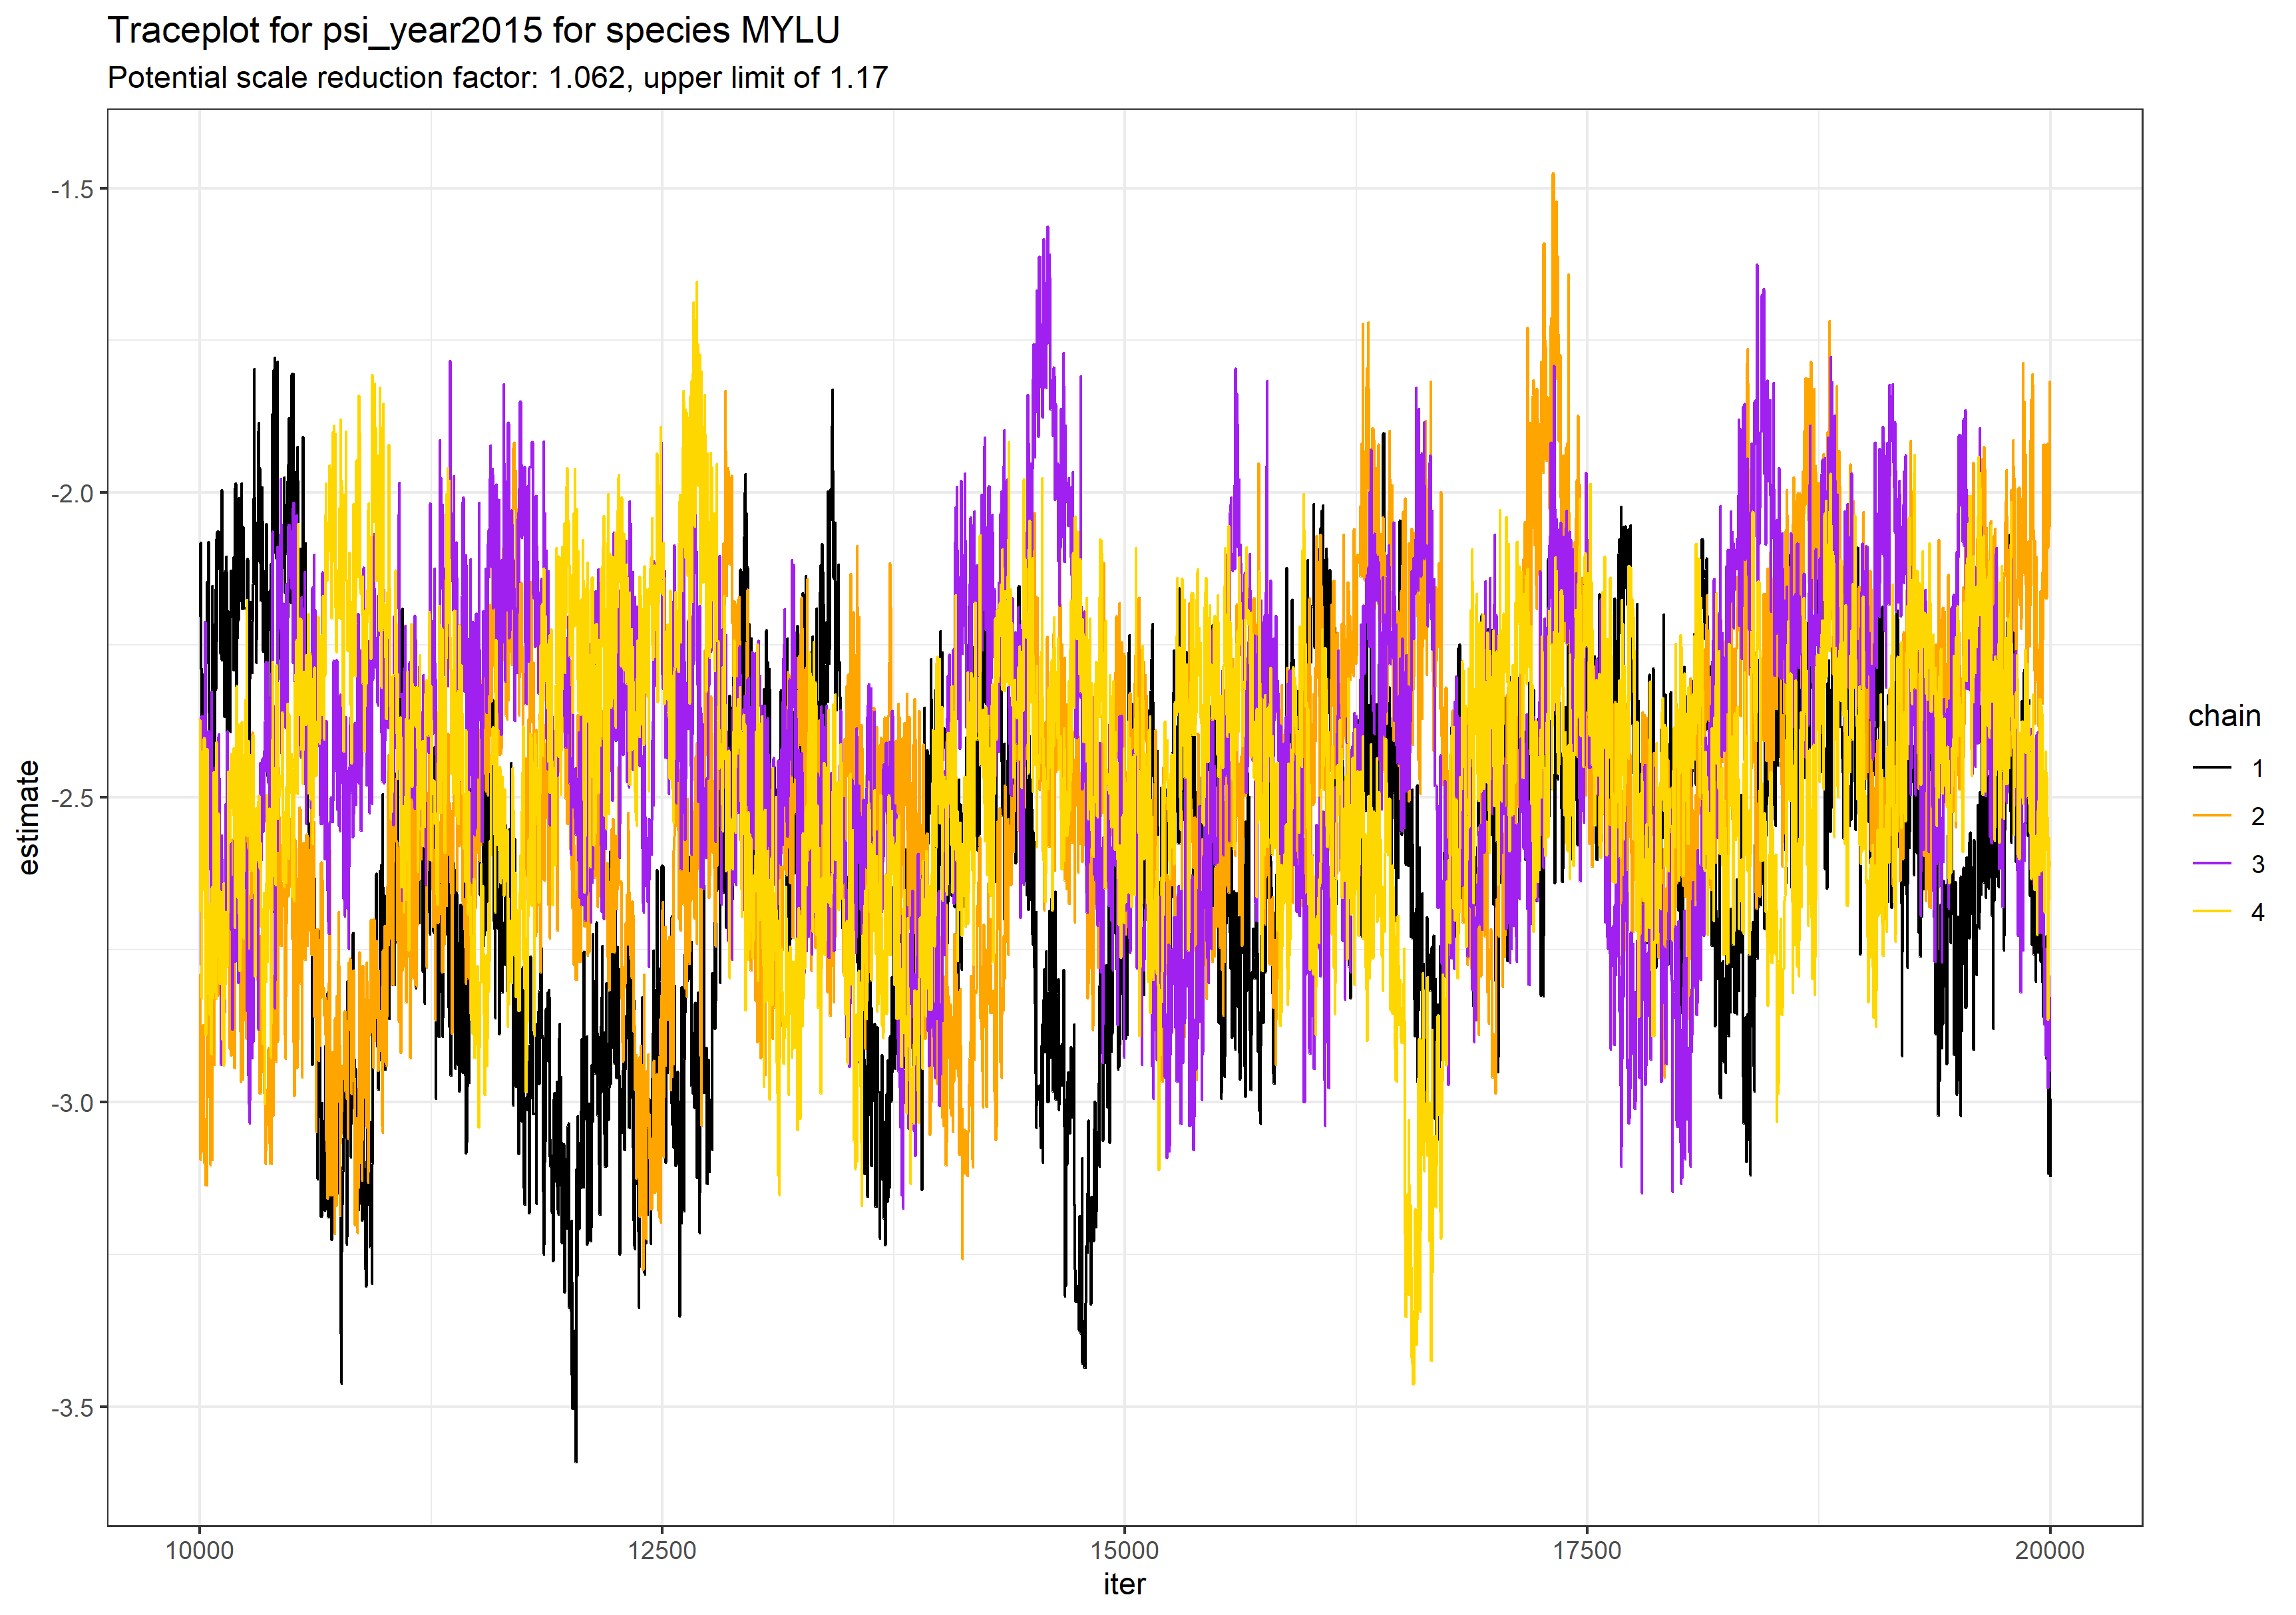 Traceplot for psi_year2015 for species MYLU
Potential scale reduction factor: 1.062, upper limit of 1.17
-1.5
-2.0
-2.5
-3.0
-3.5
estimate
10000 12500 15000 17500 20000
iter
chain
1
2
3
4